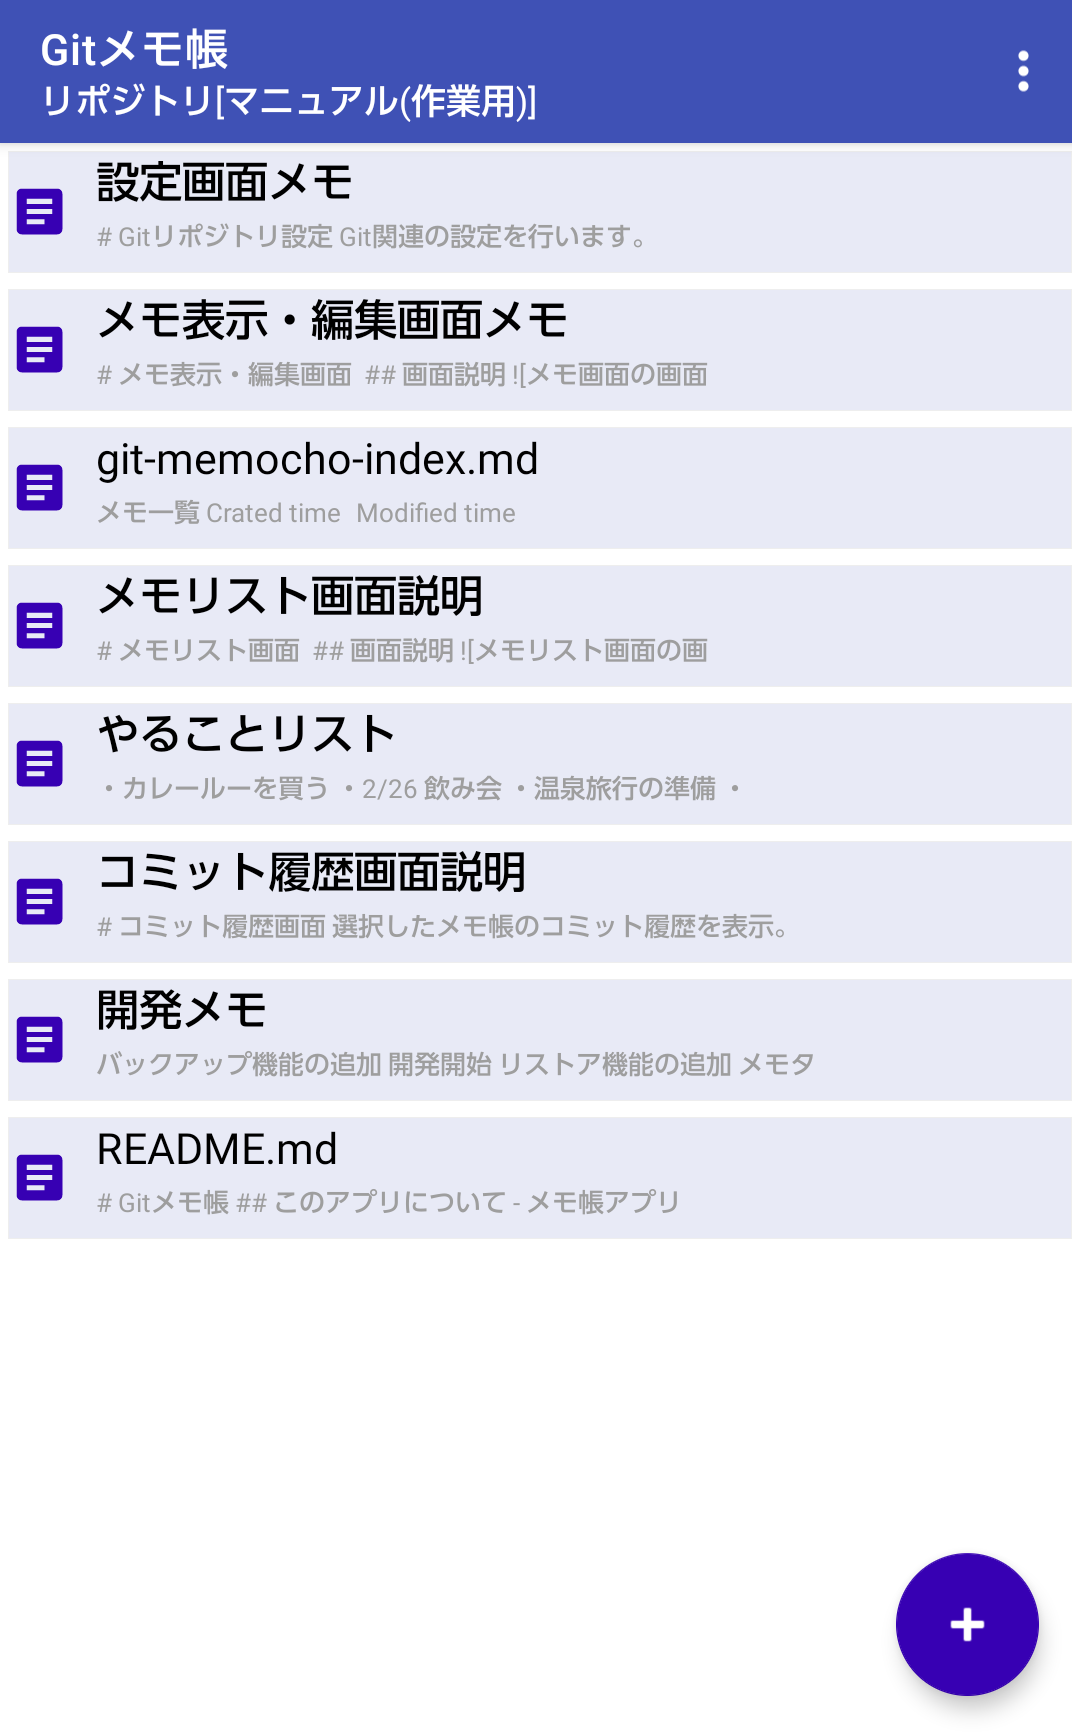 Gitメモ帳
リポジトリ[マニュアル(作業用)]
設定画面メモ
# Gitリポジトリ設定 Git関連の設定を行います。
メモ表示・編集画面メモ
# メモ表示・編集画面  ## 画面説明 ![メモ画面の画面
git-memocho-index.md
メモ一覧 Crated time  Modified time
メモリスト画面説明
# メモリスト画面  ## 画面説明 ![メモリスト画面の画
やることリスト
・カレールーを買う ・2/26 飲み会 ・温泉旅行の準備 ・
コミット履歴画面説明
# コミット履歴画面 選択したメモ帳のコミット履歴を表示。
開発メモ
バックアップ機能の追加 開発開始 リストア機能の追加 メモタ
README.md
# Gitメモ帳 ## このアプリについて - メモ帳アプリ